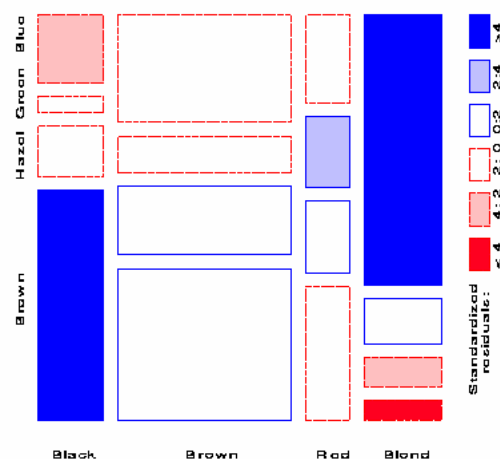 Blue
Green
Hazel
Brown
Black Brown Red Blond
>4
2:4
0:2
-2:0
-4:-2
<-4
Standardized
residuals: